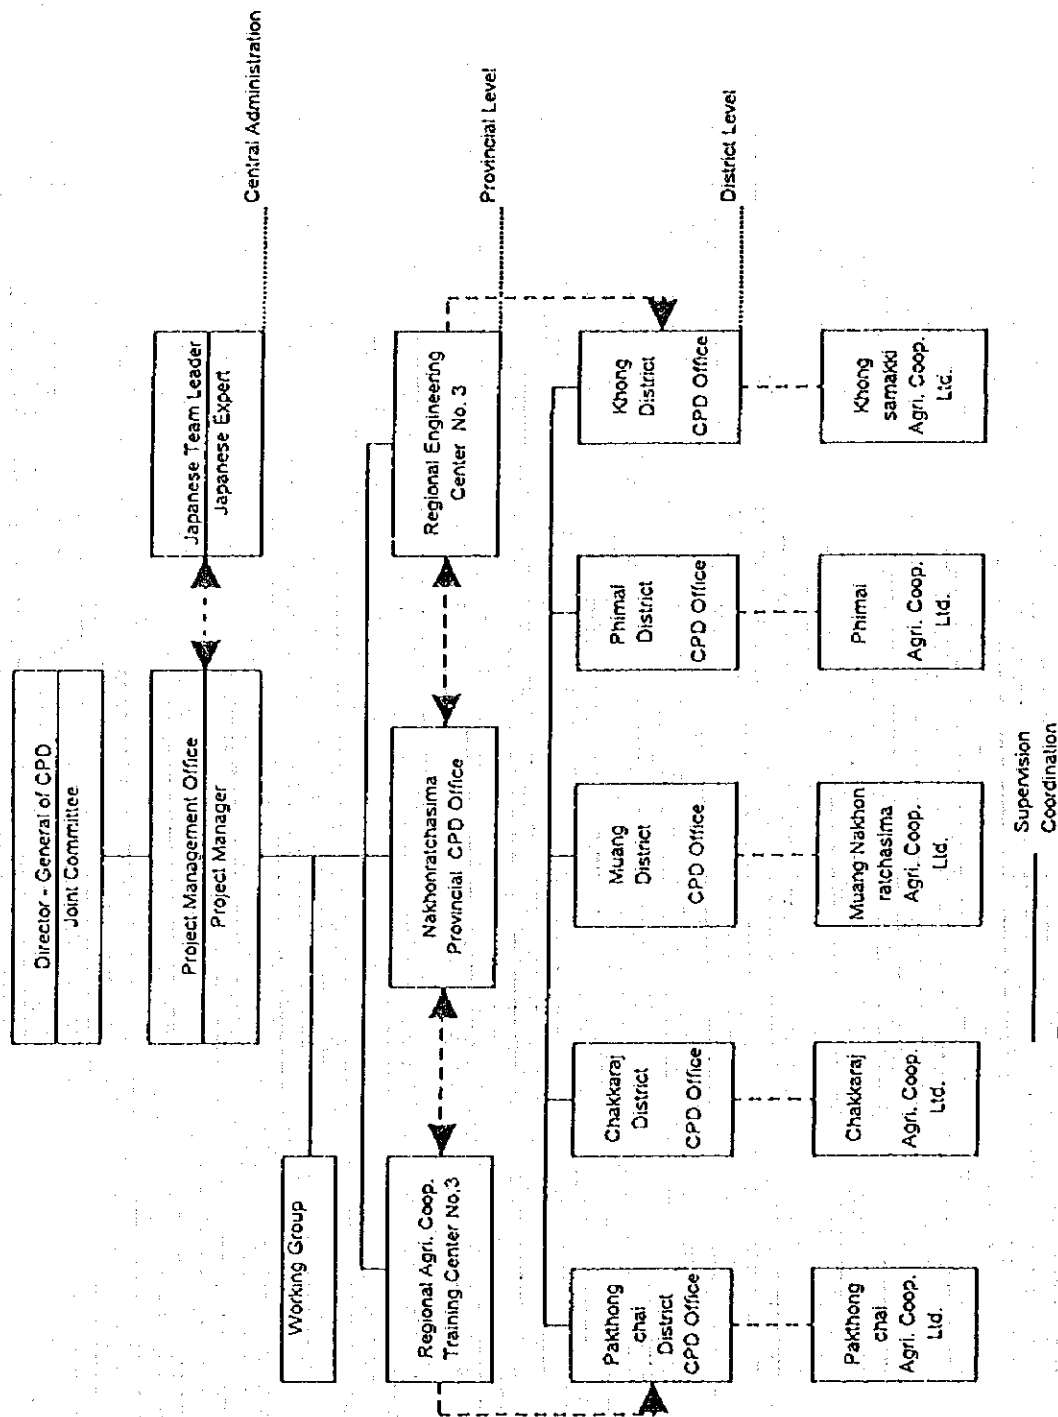 Director - General of CPD
Joint Committee
Project Management Office
Project Manager
Japanese Team Leader
Japanese Expert
Central Administration
Working Group
Regional Agri. Coop.
Training Center No.3
Nakhonratchasima
Provincial CPD Office
Regional Engineering
Center No. 3
Provincial Level
Pakthong
chai
District
CPD Office
Chakkaraj
District
CPD Office
Muang
District
CPD Office
Phimai
District
CPD Office
Khong
District
CPD Office
District Level
Pakthong
chai
Agri. Coop.
Ltd.
Chakkaraj
Agri. Coop.
Ltd.
Muang Nakhon
ratchasima
Agri. Coop.
Ltd.
Phimai
Agri. Coop.
Ltd.
Khong
samakki
Agri. Coop.
Ltd.
Supervision
Coordination